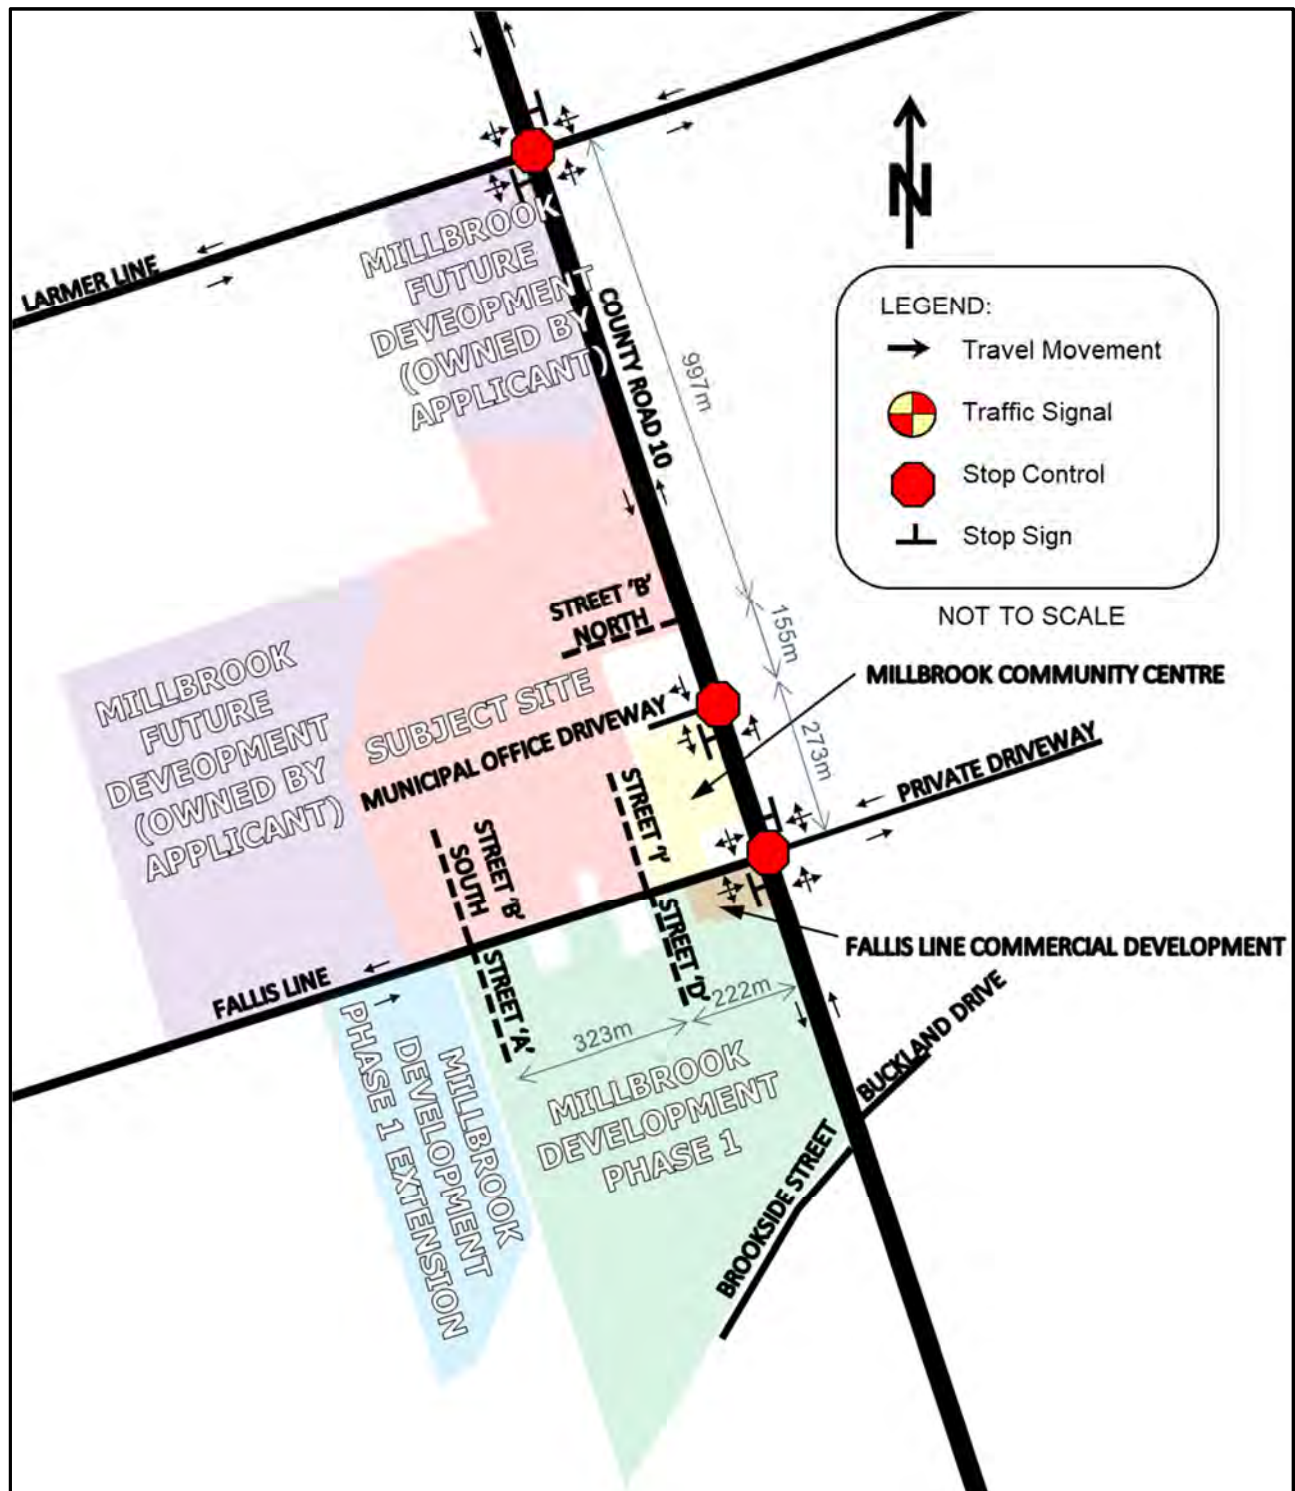 N
LEGEND:
Travel Movement
Traffic Signal
Stop Control
Stop Sign
NOT TO SCALE
LARMER LINE
MILLBROOK
FUTURE
DEVEOPMENT
(OWNED BY
APPLICANT)
COUNTY ROAD 10
997m
155m
273m
STREET 'B'
NORTH
MILLBROOK COMMUNITY CENTRE
MILLBROOK
FUTURE
DEVEOPMENT
(OWNED BY
APPLICANT)
SUBJECT SITE
MUNICIPAL OFFICE DRIVEWAY
PRIVATE DRIVEWAY
STREET 'I'
STREET 'B'
SOUTH
FALLIS LINE
STREET 'A'
STREET 'D'
FALLIS LINE COMMERCIAL DEVELOPMENT
222m
323m
MILLBROOK
DEVELOPMENT
PHASE 1
MILLBROOK
DEVELOPMENT
PHASE 1 EXTENSION
BUCKLAND DRIVE
BROOKSIDE STREET